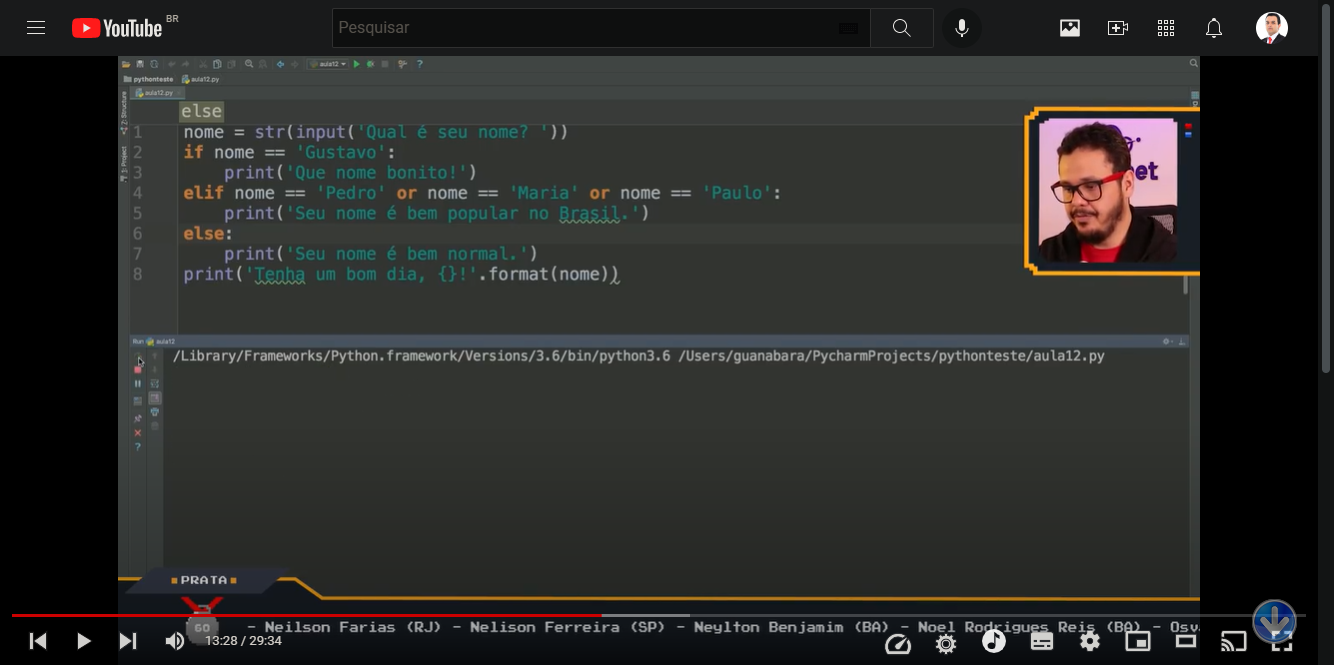 YouTube BR
Pesquisar
aula12
pythonteste aula12.py
aula12.py
Z: Structure
1: Project
else
1 nome = str(input('Qual é seu nome? '))
2 if nome == 'Gustavo':
3 print('Que nome bonito!')
4 elif nome == 'Pedro' or nome == 'Maria' or nome == 'Paulo':
5 print('Seu nome é bem popular no Brasil.')
6 else:
7 print('Seu nome é bem normal.')
8 print('Tenha um bom dia, {}!'.format(nome))
et
Run aula12
/Library/Frameworks/Python.framework/Versions/3.6/bin/python3.6 /Users/guanabara/PycharmProjects/pythonteste/aula12.py
PRATA
GO - Neilson Farias (RJ) - Nelison Ferreira (SP) - Neylton Benjamim (BA) - Noel Rodrigues Reis (BA) - Osv
13:28 / 29:34